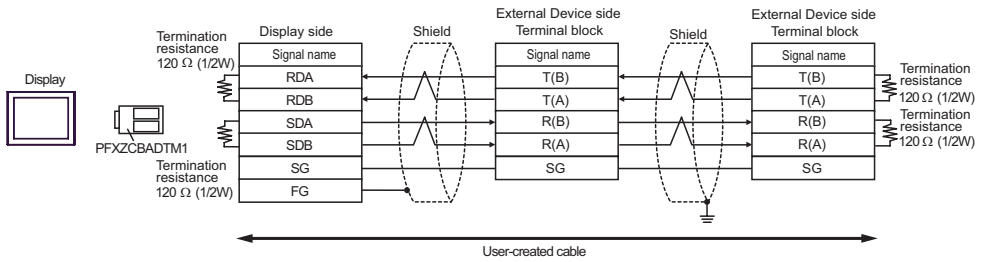 Display
PFXZCBADTM1
Termination
resistance
120 Ω (1/2W)
Termination
resistance
120 Ω (1/2W)
Display side
Signal name
RDA
RDB
SDA
SDB
SG
FG
Shield
External Device side
Terminal block
Signal name
T(B)
T(A)
R(B)
R(A)
SG
Shield
External Device side
Terminal block
Signal name
T(B)
T(A)
R(B)
R(A)
SG
Termination
resistance
120 Ω (1/2W)
Termination
resistance
120 Ω (1/2W)
User-created cable